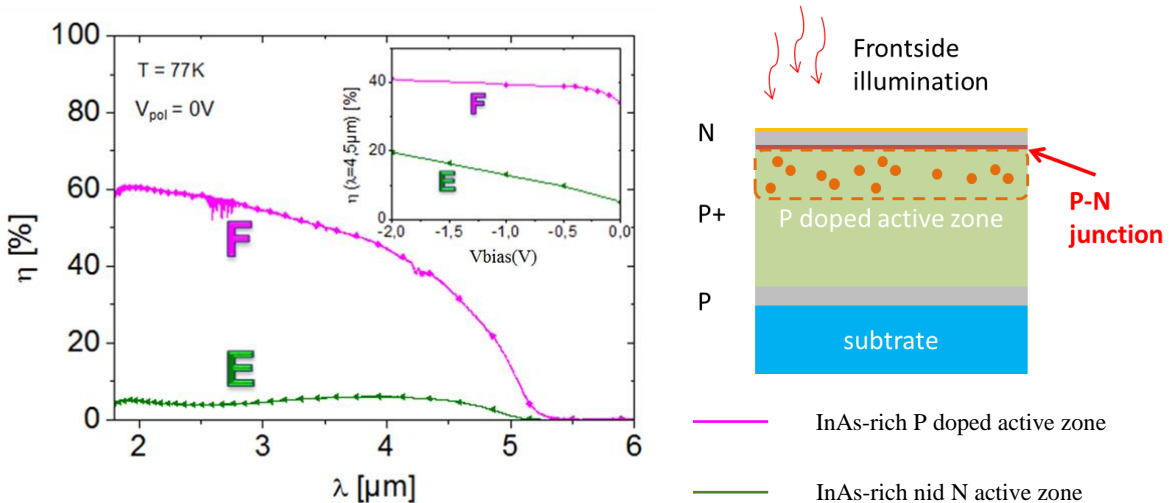 100
80
60
40
20
0
η [%]
T = 77K
V_pol = 0V
F
E
2
3
4
5
6
λ [µm]
η (λ=4.5µm) [%]
40
20
0
F
E
-2,0
-1,5
-1,0
-0,5
0,0
Vbias(V)
Frontside
illumination
N
P+
P
P doped active zone
P-N
junction
subtrate
InAs-rich P doped active zone
InAs-rich nid N active zone